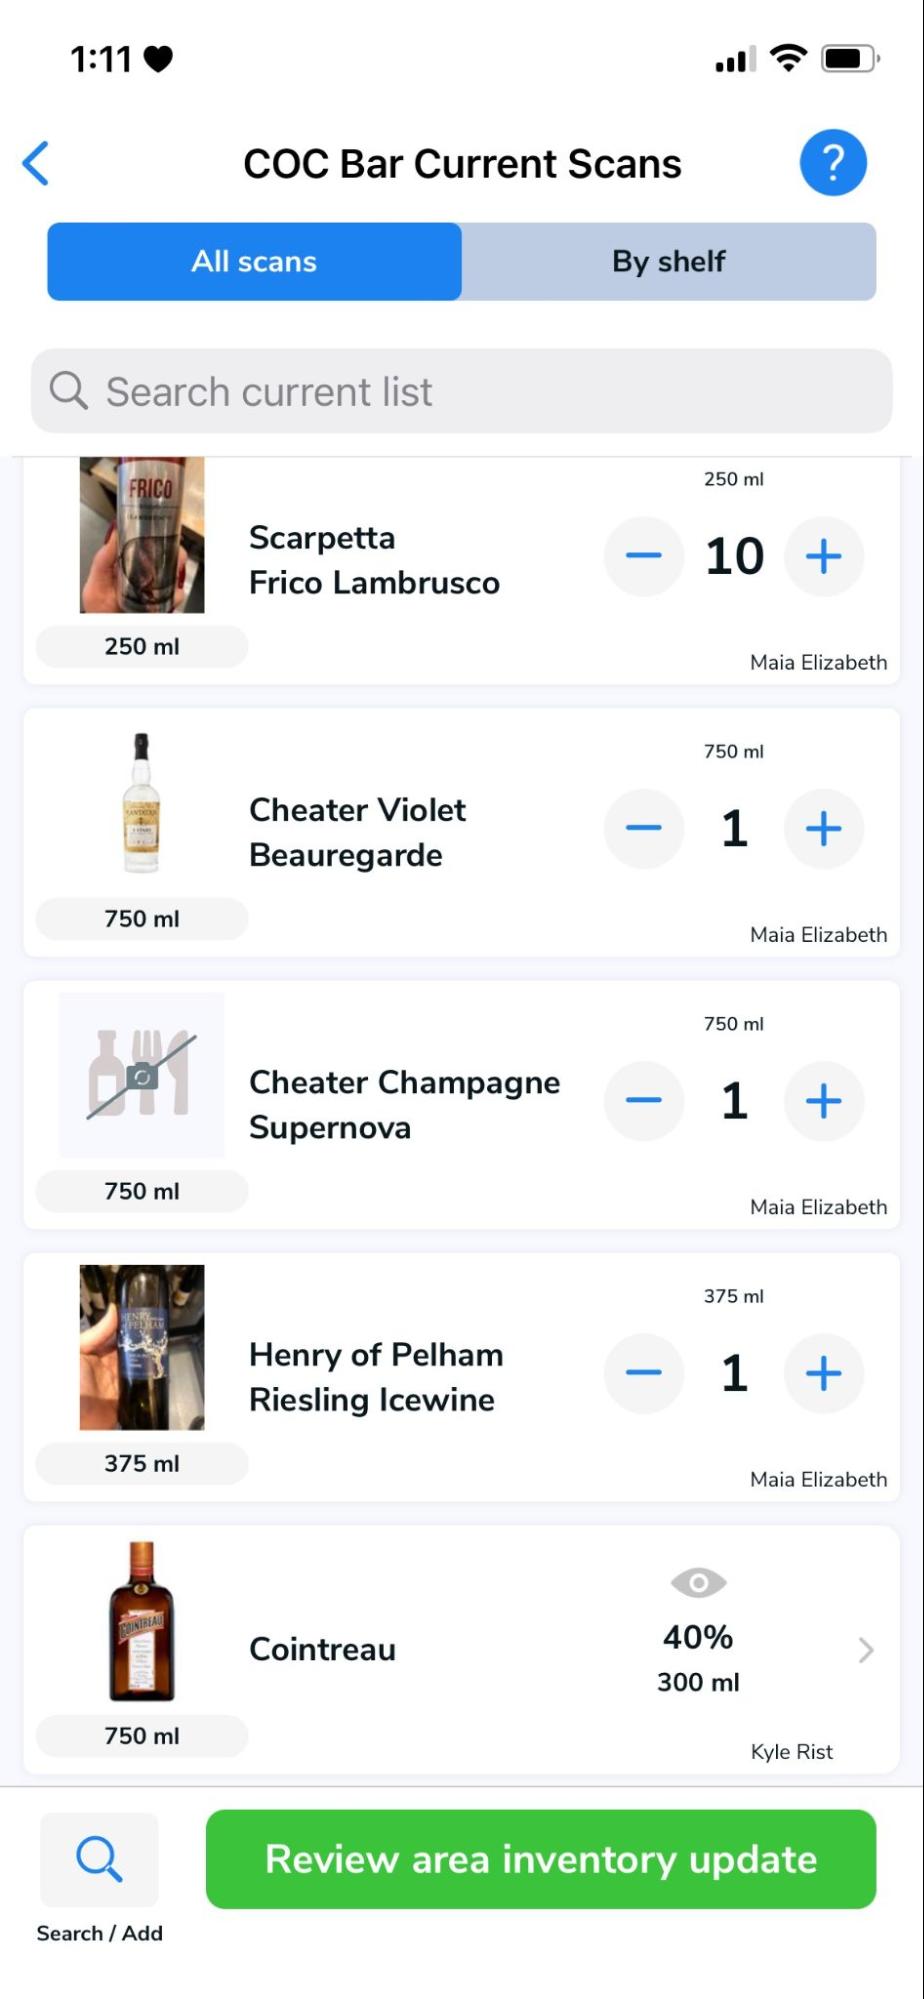 1:11
COC Bar Current Scans
?
All scans
By shelf
Search current list
FRICO
250 ml
Scarpetta
Frico Lambrusco
10
250 ml
Maia Elizabeth
750 ml
Cheater Violet
Beauregarde
1
750 ml
Maia Elizabeth
750 ml
Cheater Champagne
Supernova
1
750 ml
Maia Elizabeth
HENRY
PELHAM
375 ml
Henry of Pelham
Riesling Icewine
1
375 ml
Maia Elizabeth
COINTREAU
Cointreau
40%
300 ml
750 ml
Kyle Rist
Review area inventory update
Search / Add